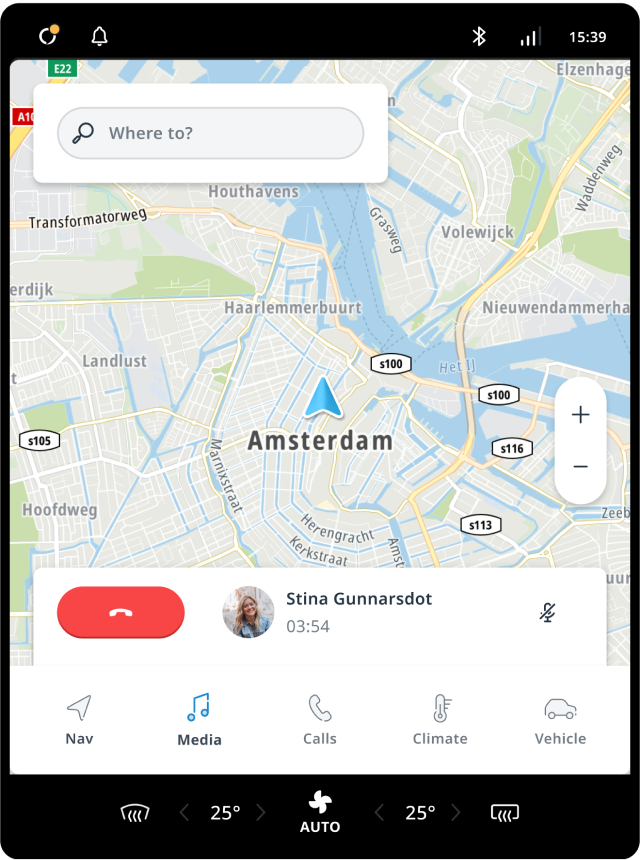 15:39
E22
Elzenhage
A10
Where to?
Waddenweg
Houthavens
Transformatorweg
Grasweg
Volewijck
erdijk
Haarlemmerbuurt
Nieuwendammerha
Landlust
s100
Het IJ
t
s100
Amsterdam
s105
s116
Marnixstraat
Hoofdweg
s113
Zeeb
Herengracht
Kerkstraat
Amst
uur
Stina Gunnarsdot
03:54
Nav
Media
Calls
Climate
Vehicle
25°
AUTO
25°